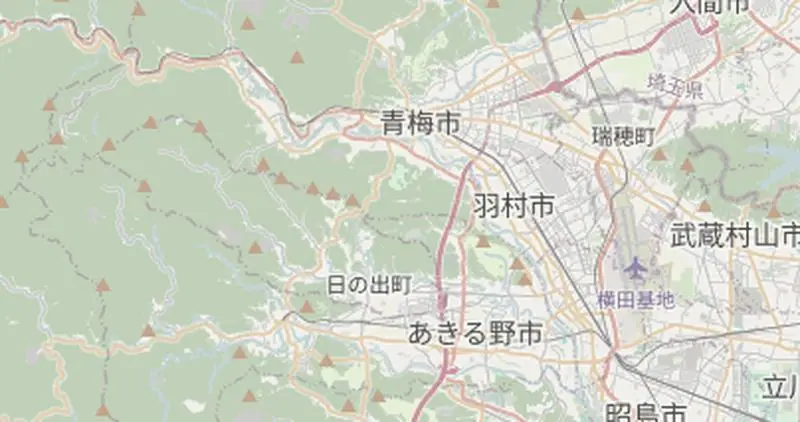 入間市
埼玉県
青梅市
瑞穂町
羽村市
武蔵村山市
日の出町
横田基地
あきる野市
立川
昭島市